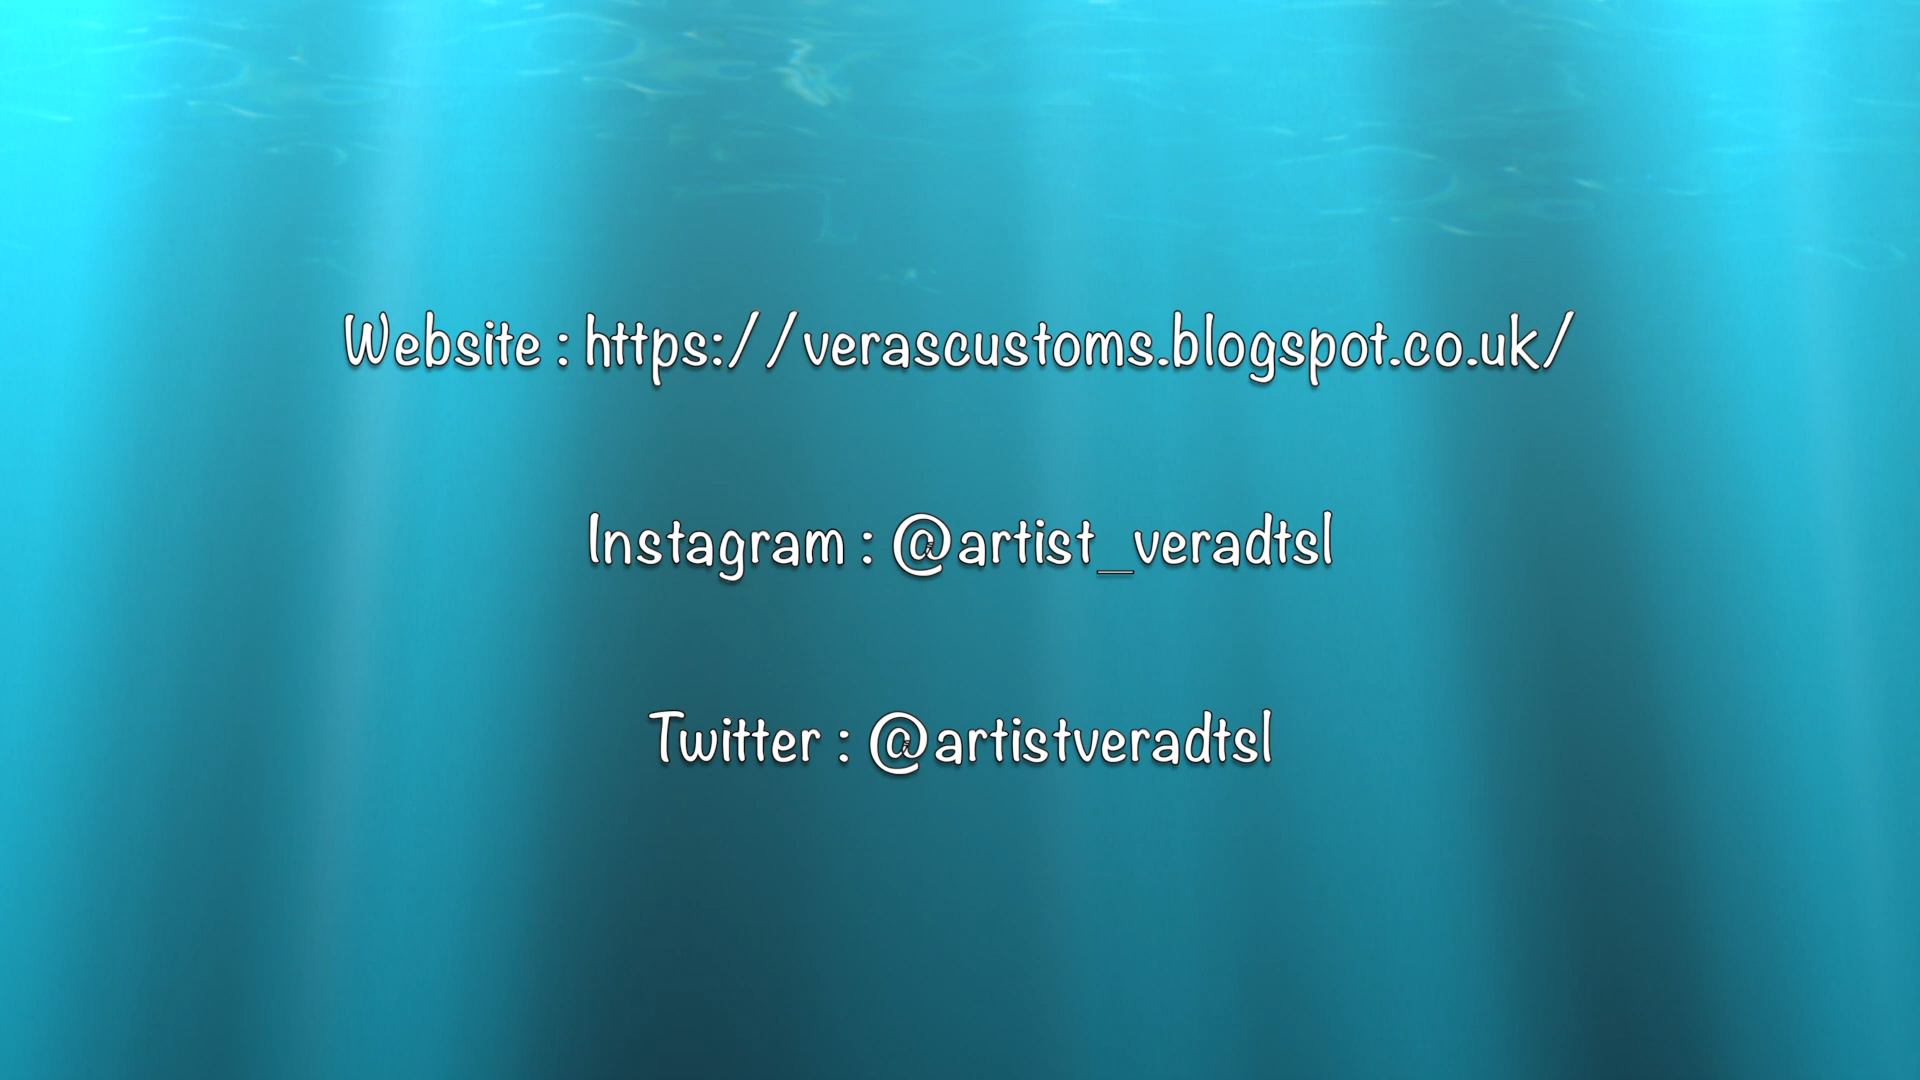 Website : https://verascustoms.blogspot.co.uk/
Instagram : @artist_veradtsl
Twitter : @artistveradtsl